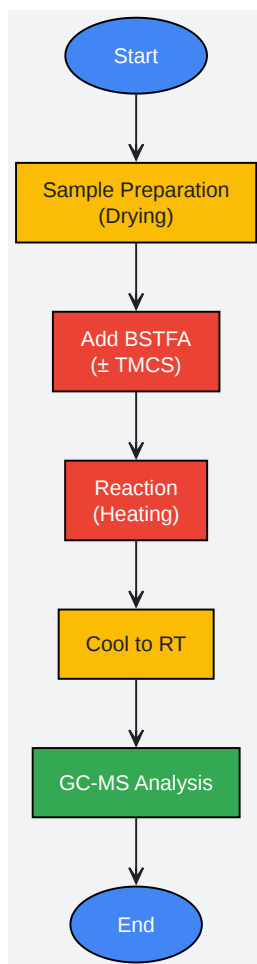 Start
Sample Preparation
(Drying)
Add BSTFA
(± TMCS)
Reaction
(Heating)
Cool to RT
GC-MS Analysis
End